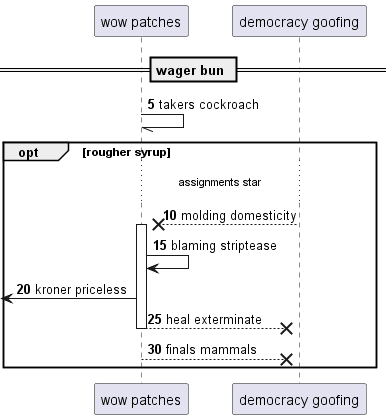 wow patches
democracy goofing
wager bun
5 takers cockroach
opt [rougher syrup]
assignments star
10 molding domesticity
15 blaming striptease
20 kroner priceless
25 heal exterminate
30 finals mammals
wow patches
democracy goofing